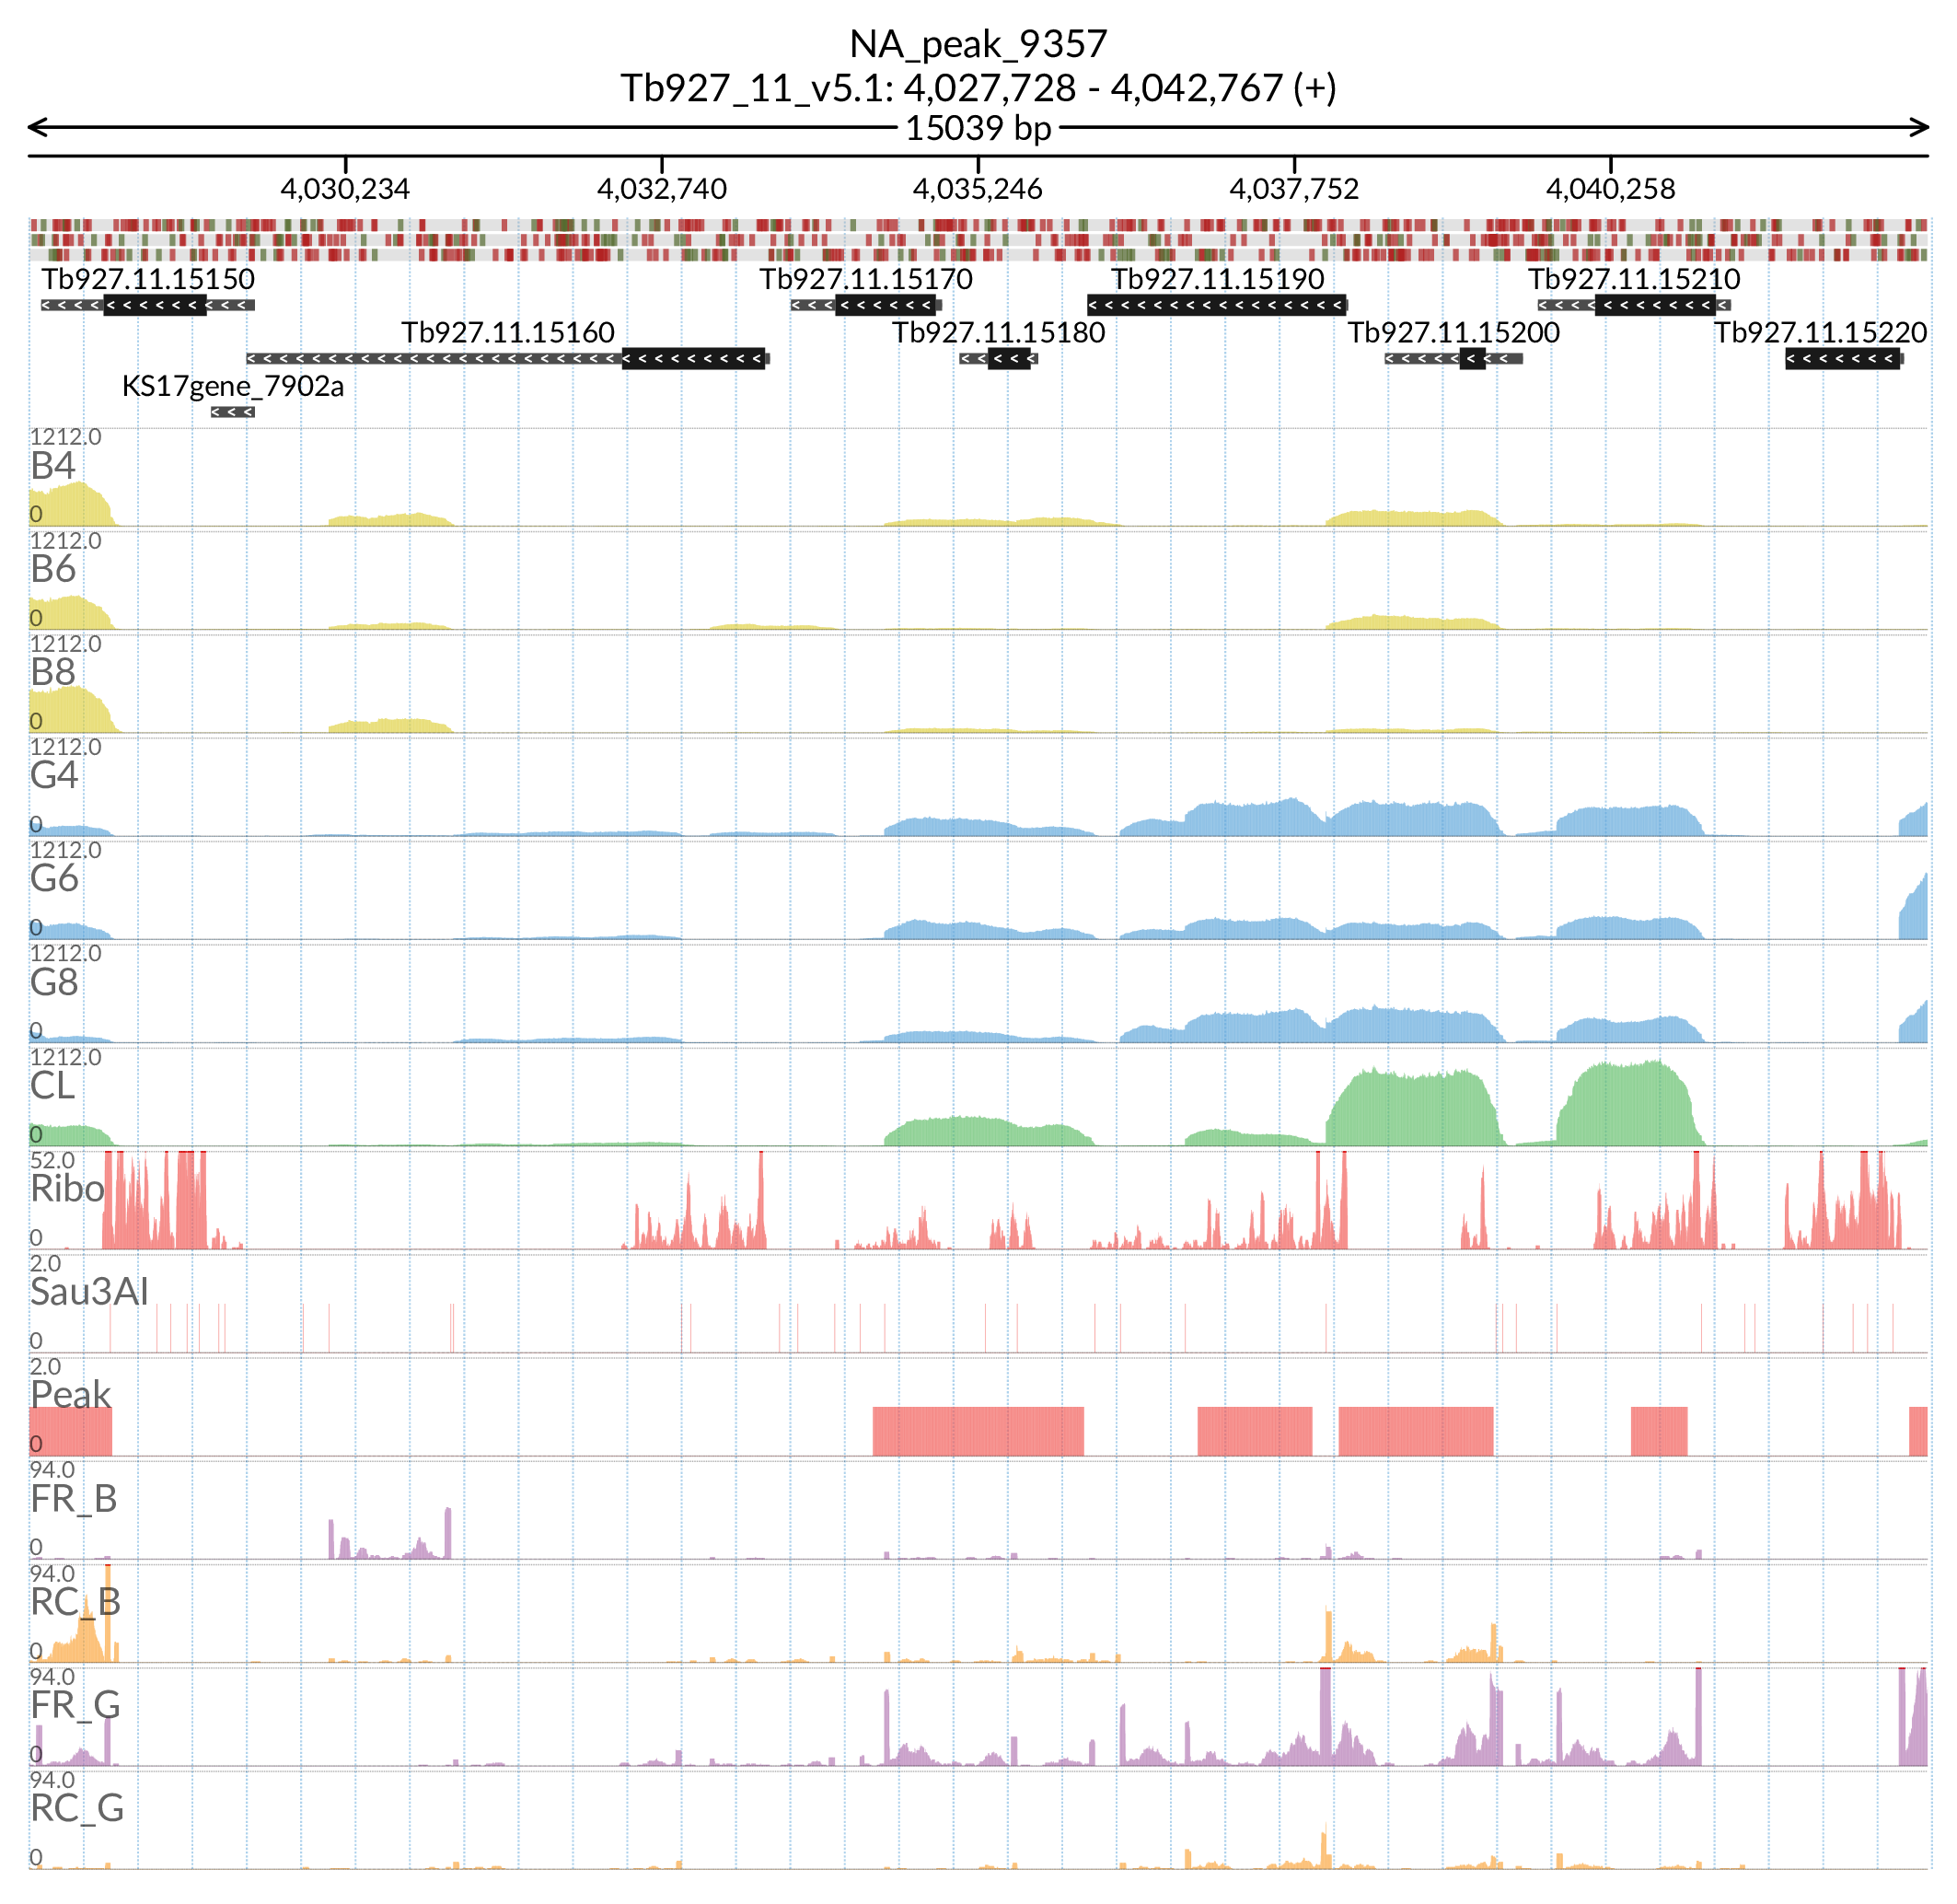 NA_peak_9357
Tb927_11_v5.1: 4,027,728 - 4,042,767 (+)
15039 bp
4,030,234 4,032,740 4,035,246 4,037,752 4,040,258
Tb927.11.15150 Tb927.11.15170 Tb927.11.15190 Tb927.11.15210
Tb927.11.15160 Tb927.11.15180 Tb927.11.15200 Tb927.11.15220
KS17gene_7902a
1212.0
B4
0
1212.0
B6
0
1212.0
B8
0
1212.0
G4
0
1212.0
G6
0
1212.0
G8
0
1212.0
CL
0
52.0
Ribo
0
2.0
Sau3AI
0
2.0
Peak
0
94.0
FR_B
0
94.0
RC_B
0
94.0
FR_G
0
94.0
RC_G
0